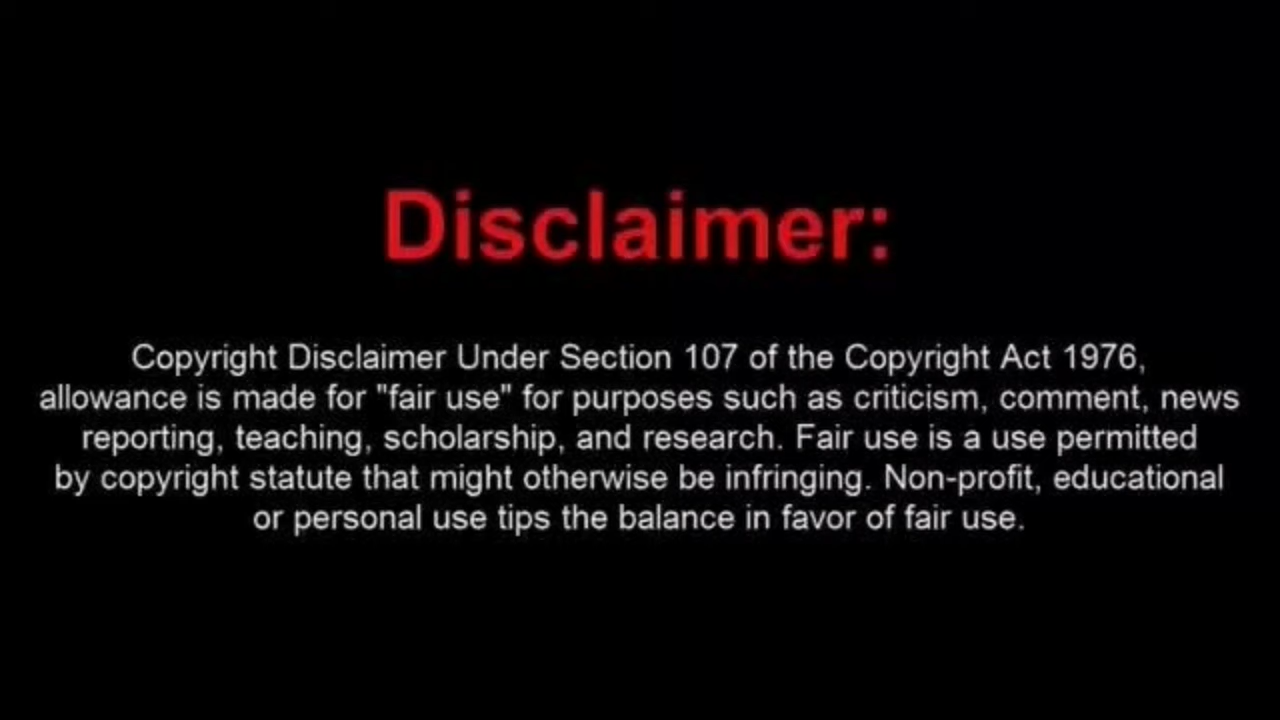 Disclaimer:
Copyright Disclaimer Under Section 107 of the Copyright Act 1976,
allowance is made for "fair use" for purposes such as criticism, comment, news
reporting, teaching, scholarship, and research. Fair use is a use permitted
by copyright statute that might otherwise be infringing. Non-profit, educational
or personal use tips the balance in favor of fair use.